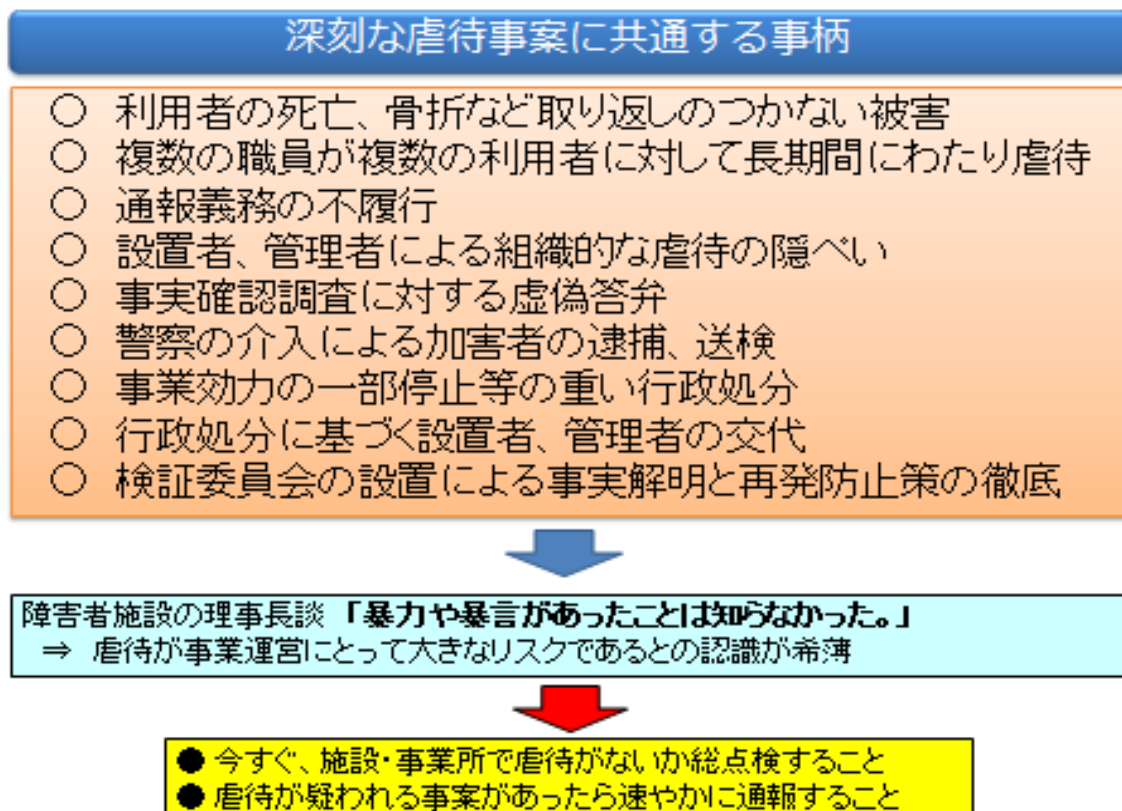 深刻な虐待事案に共通する事柄
○ 利用者の死亡、骨折など取り返しのつかない被害
○ 複数の職員が複数の利用者に対して長期間にわたり虐待
○ 通報義務の不履行
○ 設置者、管理者による組織的な虐待の隠ぺい
○ 事実確認調査に対する虚偽答弁
○ 警察の介入による加害者の逮捕、送検
○ 事業効力の一部停止等の重い行政処分
○ 行政処分に基づく設置者、管理者の交代
○ 検証委員会の設置による事実解明と再発防止策の徹底
障害者施設の理事長談 「暴力や暴言があったことは知らなかった。」
⇒ 虐待が事業運営にとって大きなリスクであるとの認識が希薄
● 今すぐ、施設・事業所で虐待がないか総点検すること
● 虐待が疑われる事案があったら速やかに通報すること